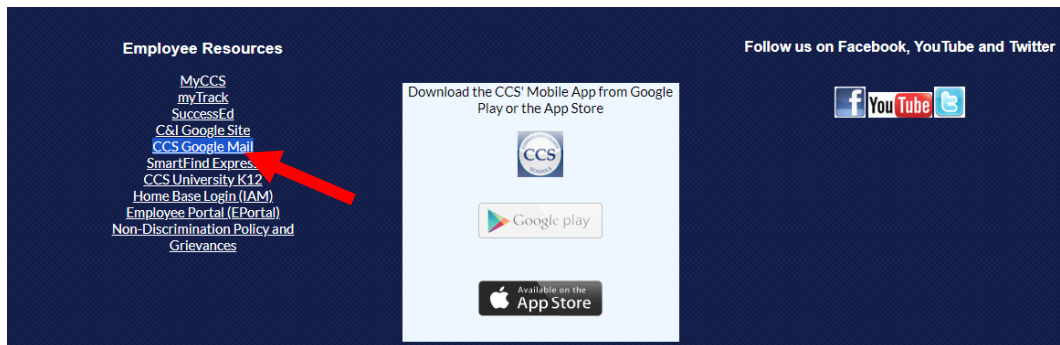 Employee Resources
MyCCS
myTrack
SuccessEd
C&I Google Site
CCS Google Mail
SmartFind Express
CCS University K12
Home Base Login (IAM)
Employee Portal (EPortal)
Non-Discrimination Policy and
Grievances
Download the CCS' Mobile App from Google
Play or the App Store
CCS
SCHOOLS
Google play
Available on the
App Store
Follow us on Facebook, YouTube and Twitter
f
You Tube